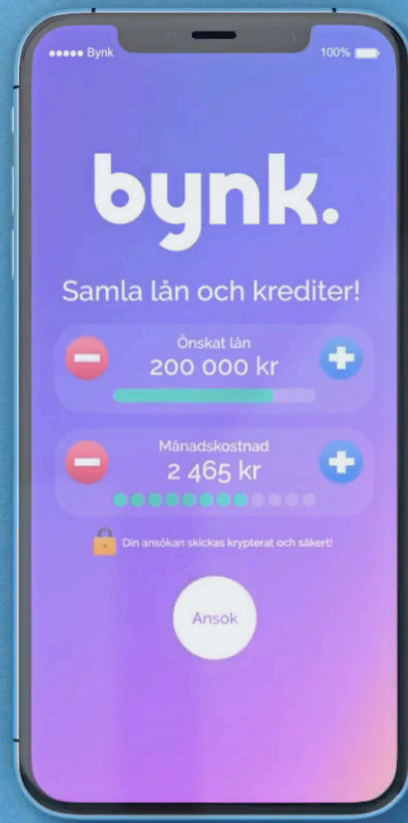 Bynk 100%
bynk.
Samla lån och krediter!
Önskat lån
200 000 kr
Månadskostnad
2 465 kr
Din ansökan skickas krypterat och säkert!
Ansök